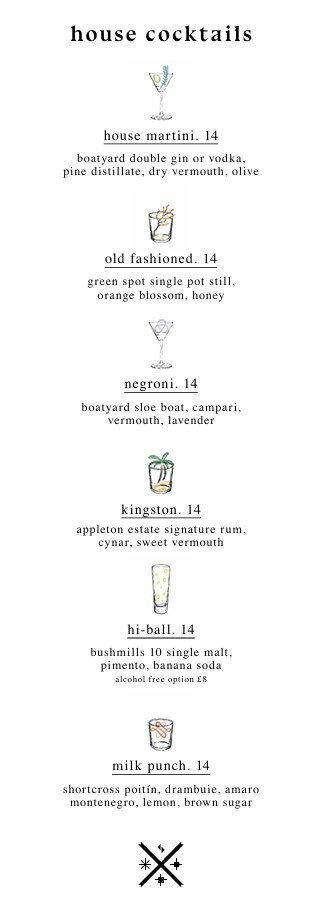 house cocktails
house martini. 14
boatyard double gin or vodka,
pine distillate, dry vermouth, olive
old fashioned. 14
green spot single pot still,
orange blossom, honey
negroni. 14
boatyard sloe boat, campari,
vermouth, lavender
kingston. 14
appleton estate signature rum,
cynar, sweet vermouth
hi-ball. 14
bushmills 10 single malt,
pimento, banana soda
alcohol free option £8
milk punch. 14
shortcross poitín, drambuie, amaro
montenegro, lemon, brown sugar